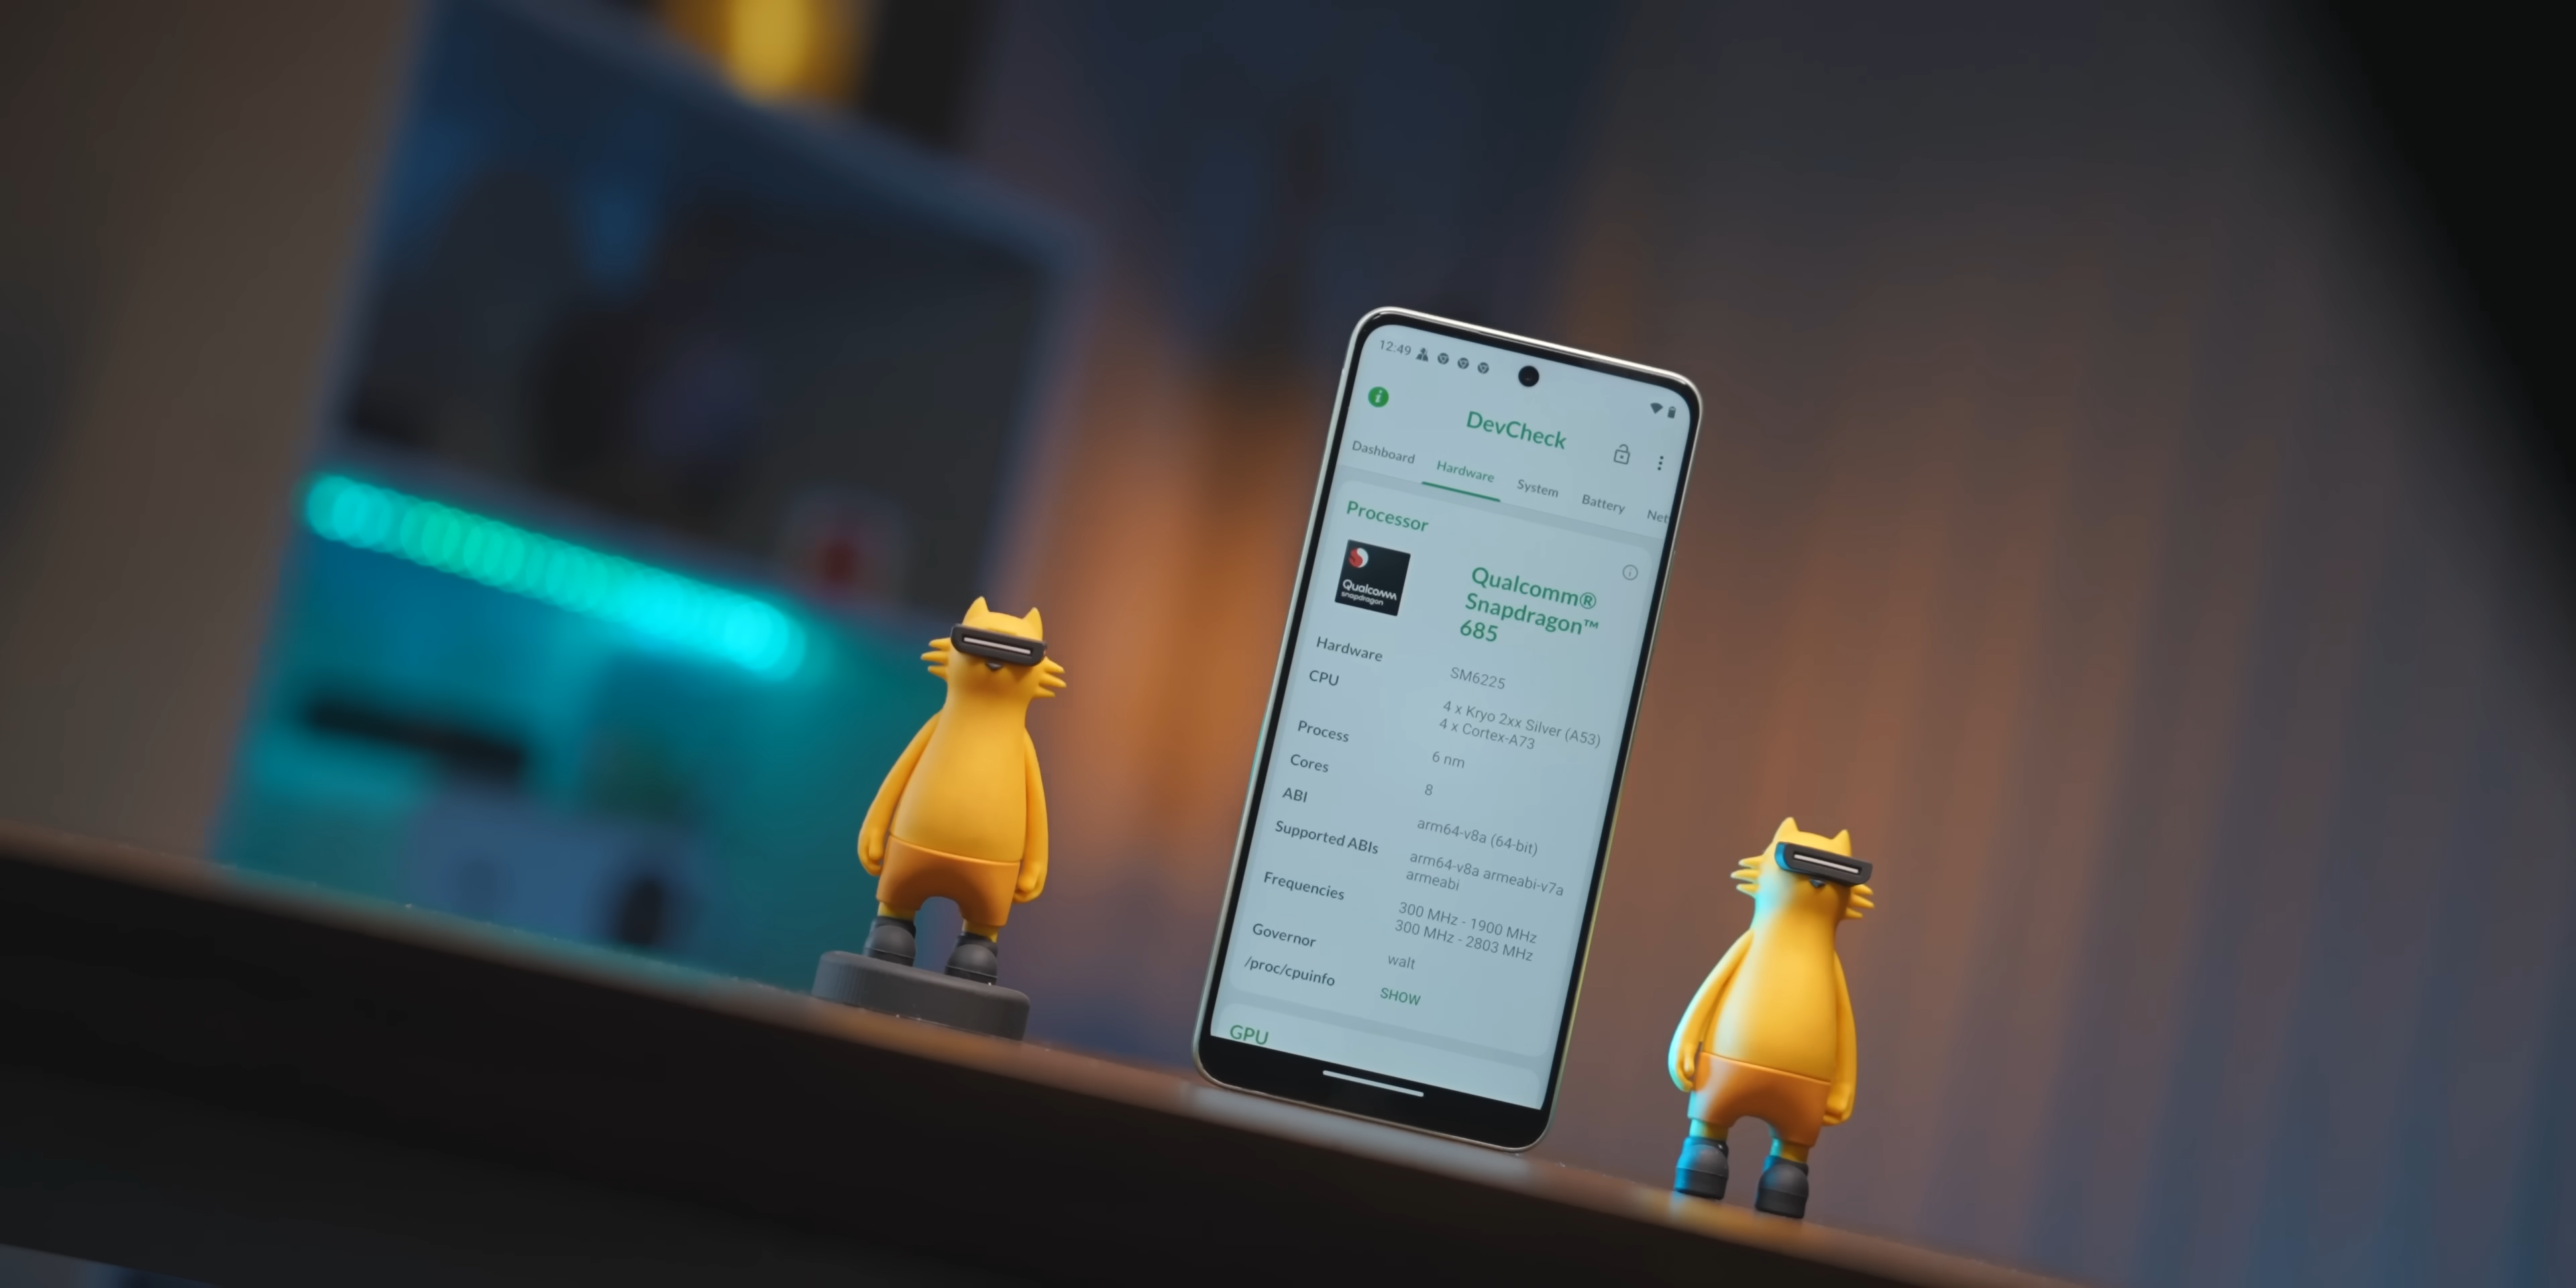 12:49
DevCheck
Dashboard Hardware System Battery Net
Processor
Qualcomm
snapdragon
Qualcomm®
Snapdragon™
685
Hardware SM6225
CPU 4 x Kryo 2xx Silver (A53)
4 x Cortex-A73
Process 6 nm
Cores 8
ABI arm64-v8a (64-bit)
Supported ABIs arm64-v8a armeabi-v7a
armeabi
Frequencies 300 MHz - 1900 MHz
300 MHz - 2803 MHz
Governor walt
/proc/cpuinfo SHOW
GPU